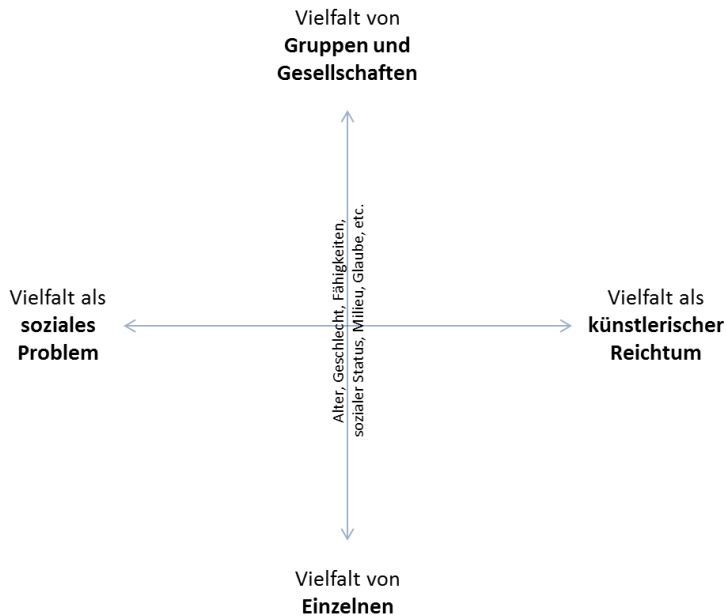 Vielfalt von
Gruppen und
Gesellschaften
Alter, Geschlecht, Fähigkeiten,
sozialer Status, Milieu, Glaube, etc.
Vielfalt als
soziales
Problem
Vielfalt als
künstlerischer
Reichtum
Vielfalt von
Einzelnen